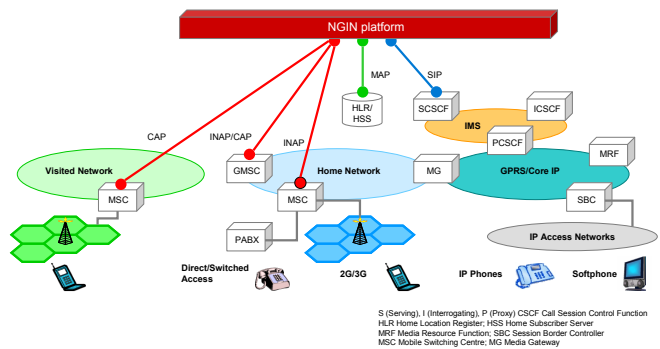 NGIN platform
MAP
SIP
CAP
INAP/CAP
INAP
HLR/
HSS
SCSCF
ICSCF
IMS
PCSCF
MRF
Visited Network
GMSC
Home Network
MG
GPRS/Core IP
MSC
MSC
SBC
PABX
IP Access Networks
Direct/Switched
Access
2G/3G
IP Phones
Softphone
S (Serving), I (Interrogating), P (Proxy) CSCF Call Session Control Function
HLR Home Location Register; HSS Home Subscriber Server
MRF Media Resource Function; SBC Session Border Controller
MSC Mobile Switching Centre; MG Media Gateway